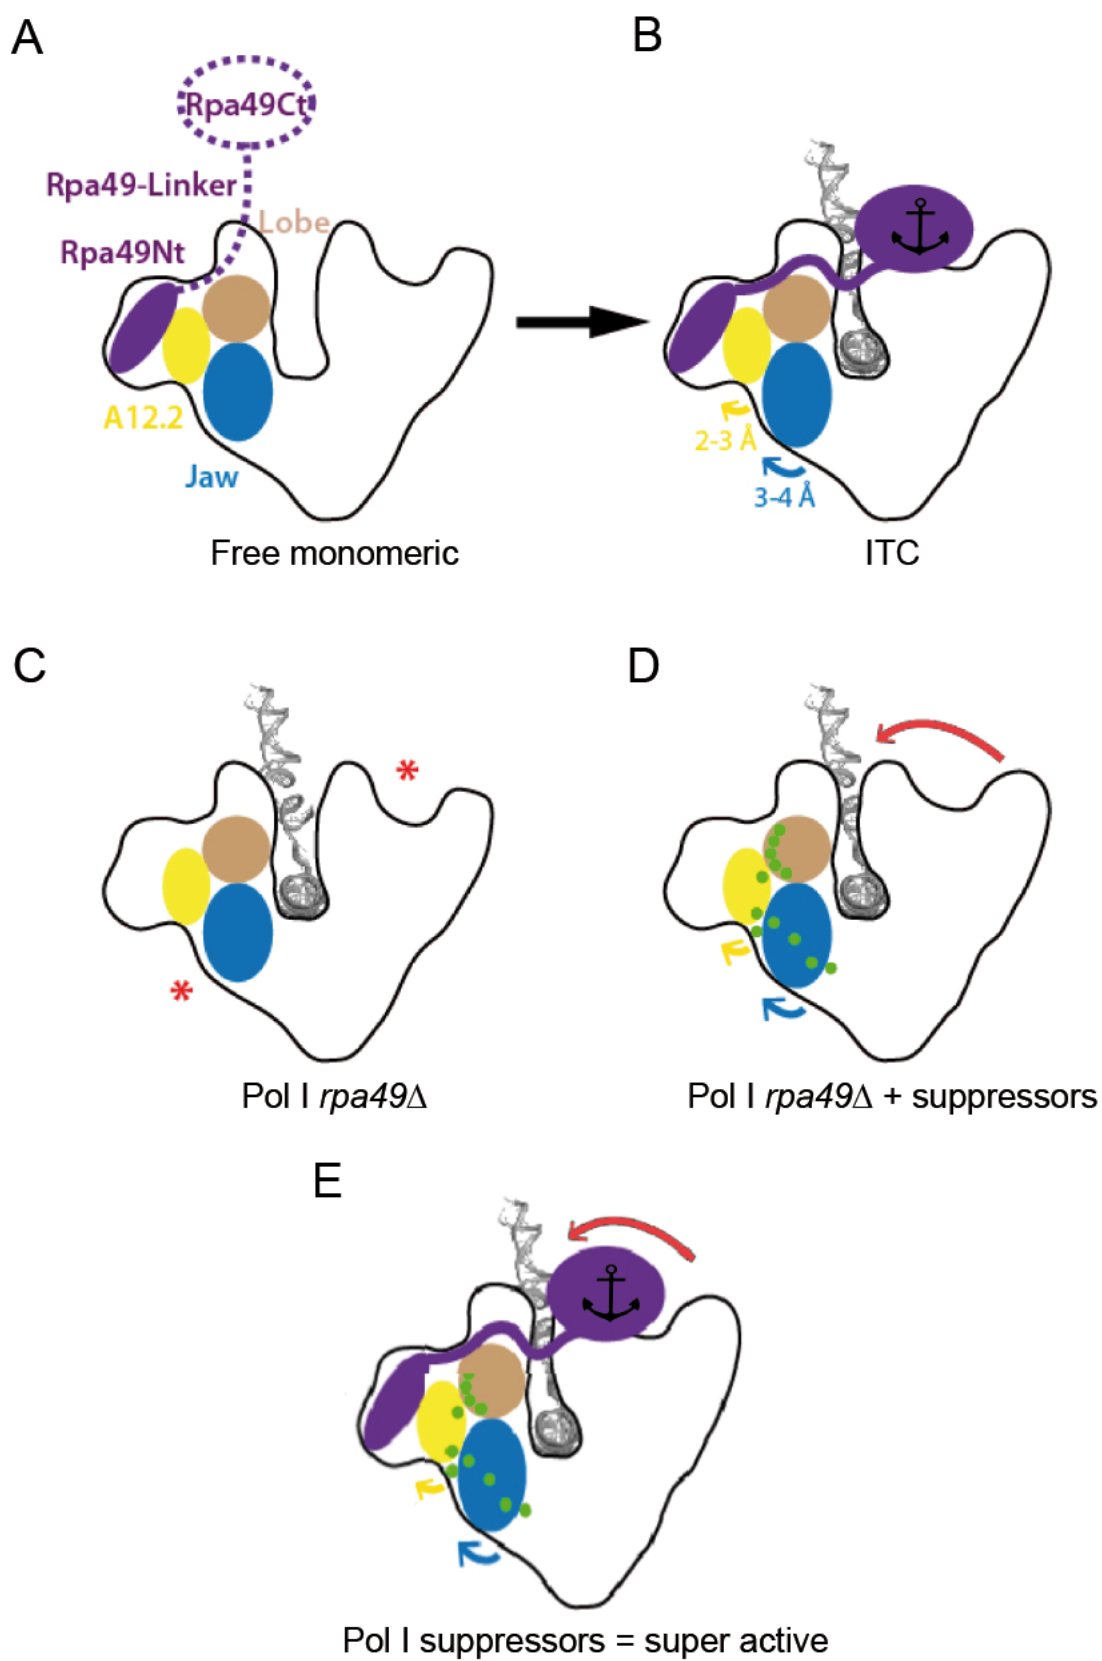 A
B
Rpa49Ct
Rpa49-Linker
Lobe
Rpa49Nt
A12.2
2-3 Å
Jaw
3-4 Å
Free monomeric
ITC
C
D
*
*
Pol I rpa49Δ
Pol I rpa49Δ + suppressors
E
Pol I suppressors = super active